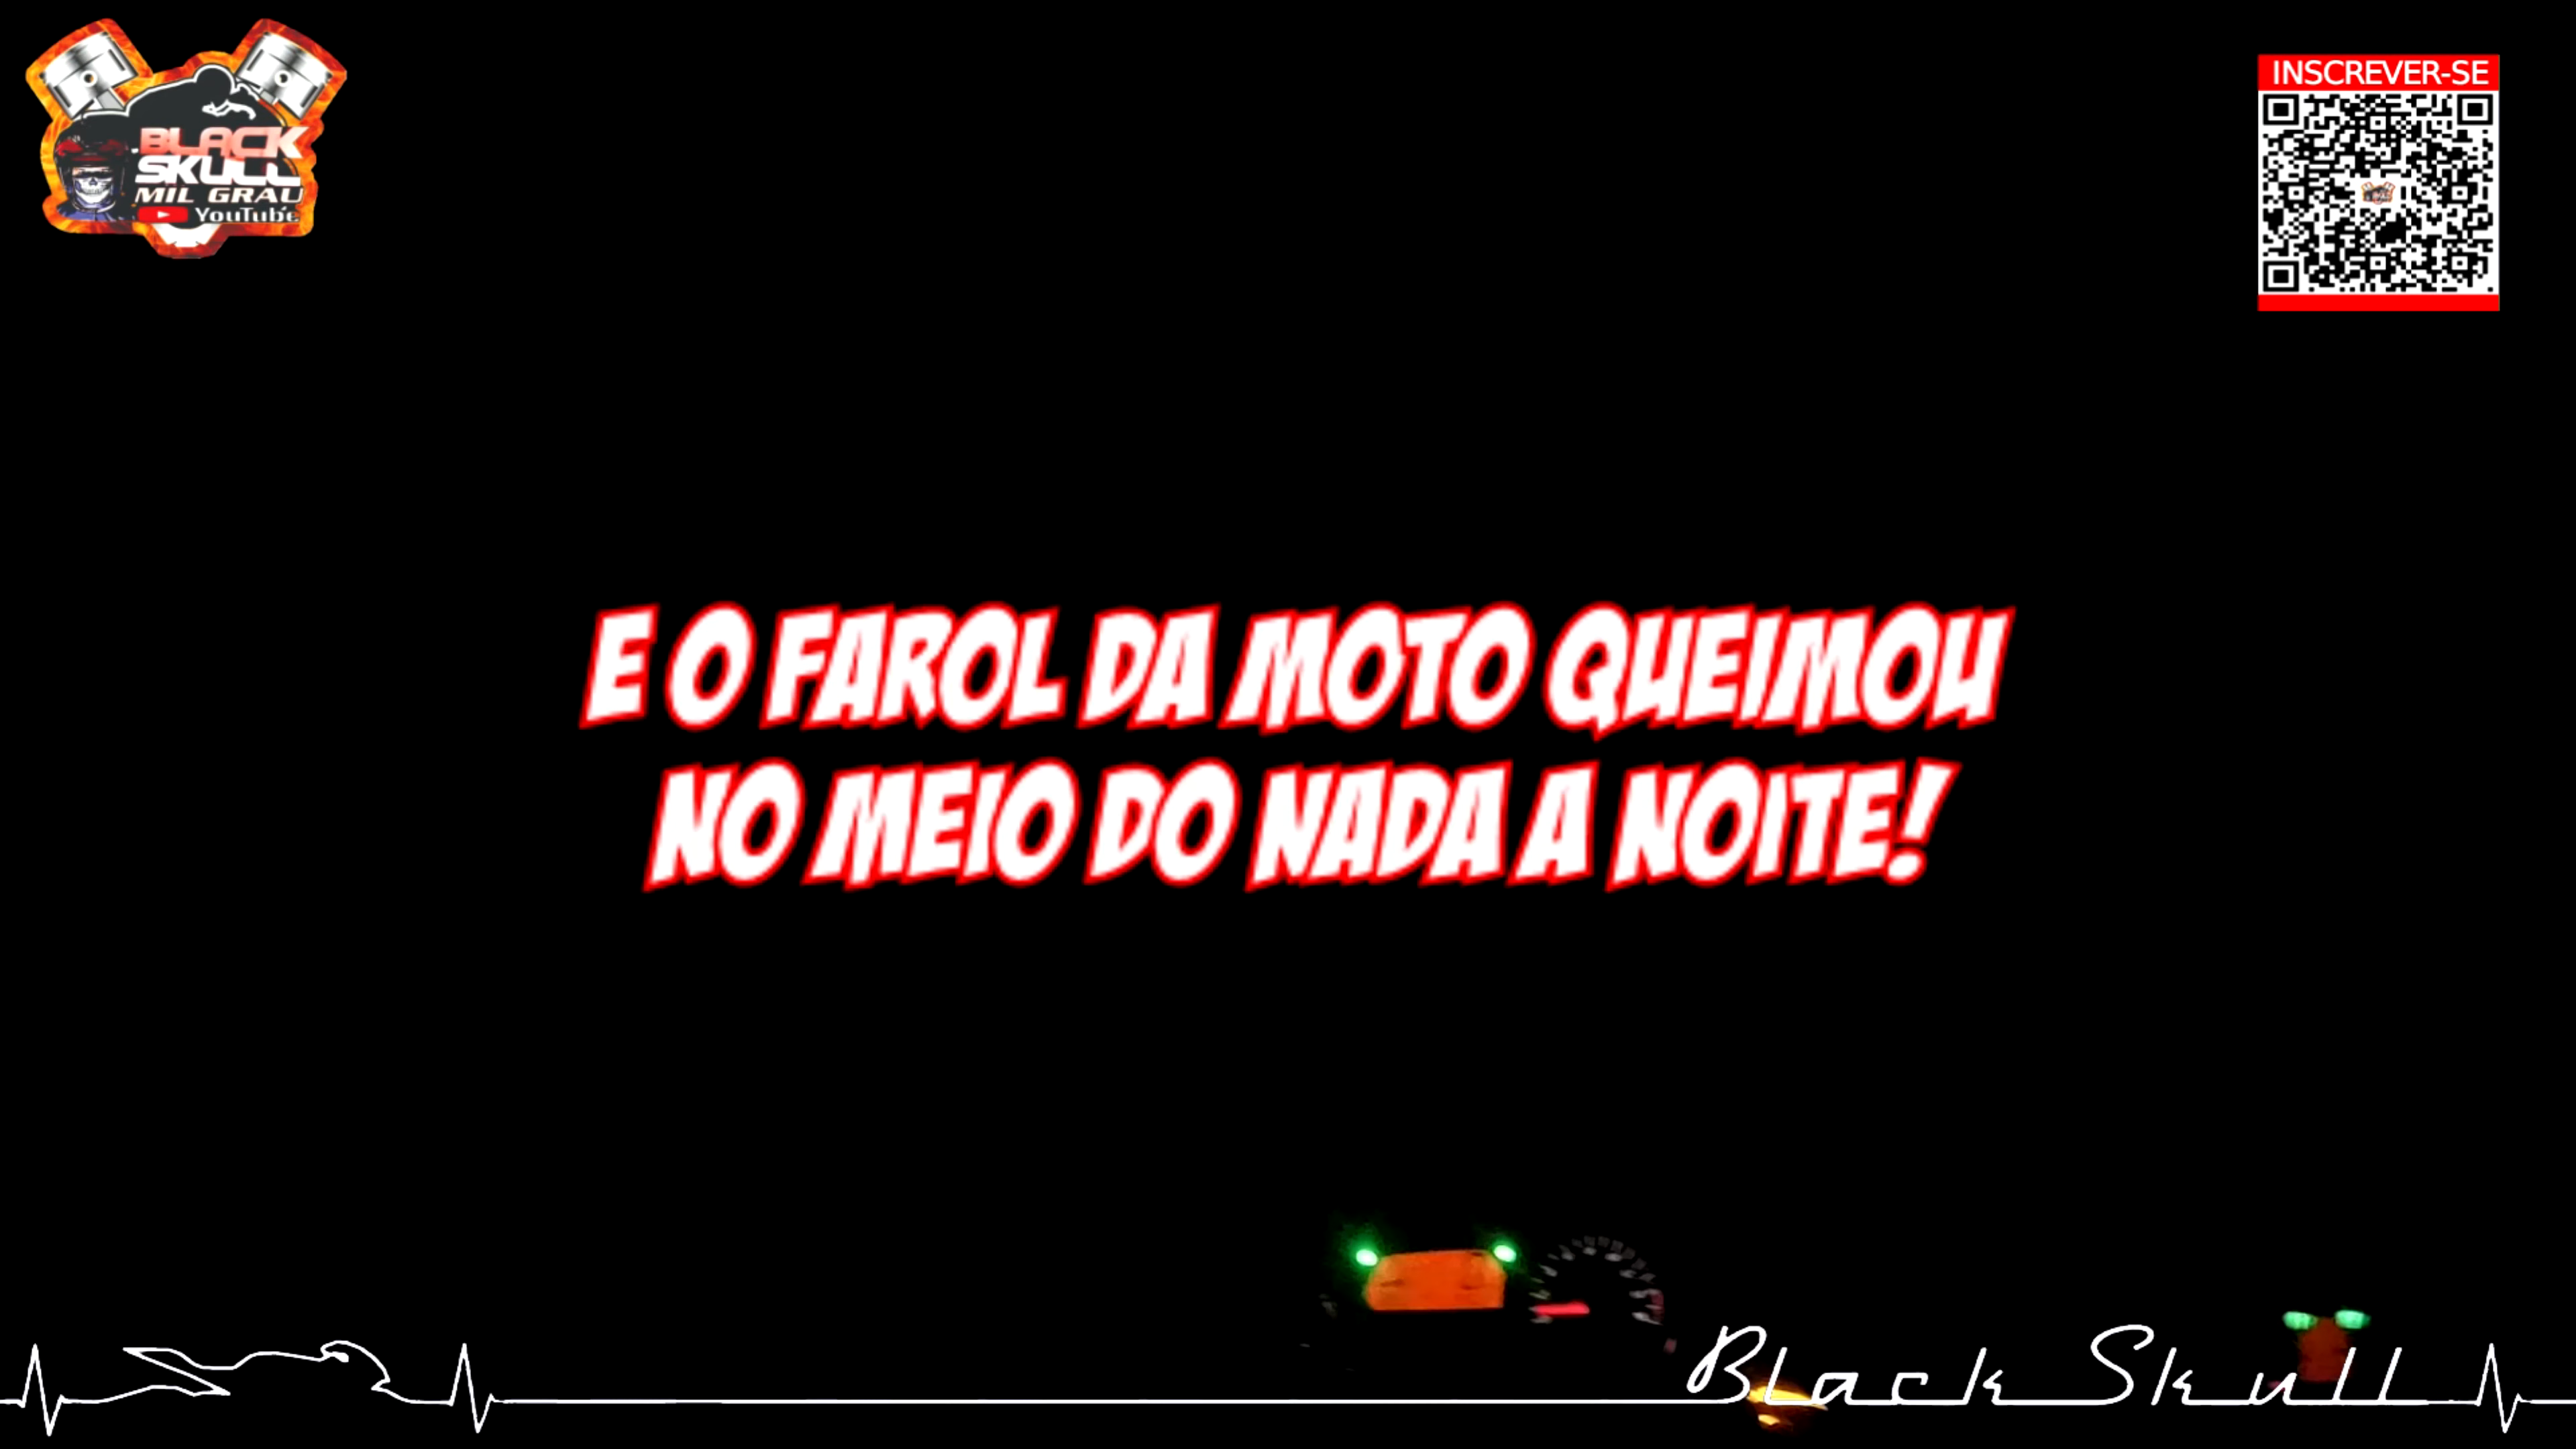 BLACK
SKULL
MIL GRAU
YouTube
INSCREVER-SE
E O FAROL DA MOTO QUEIMOU
NO MEIO DO NADA A NOITE!
Black Skull